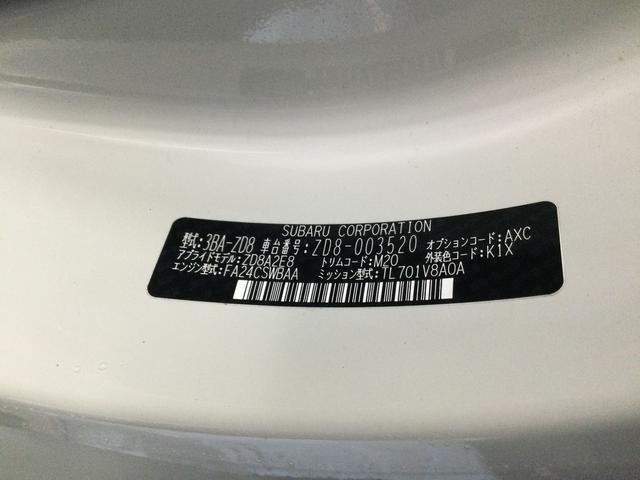 SUBARU CORPORATION
型式:3BA-ZD8 車台番号:ZD8-003520 オプションコード:AXC
アプライドモデル:ZD8A2E8 トリムコード:M20 外装色コード:K1X
エンジン型式:FA24CSWBAA ミッション型式:TL701V8A0A